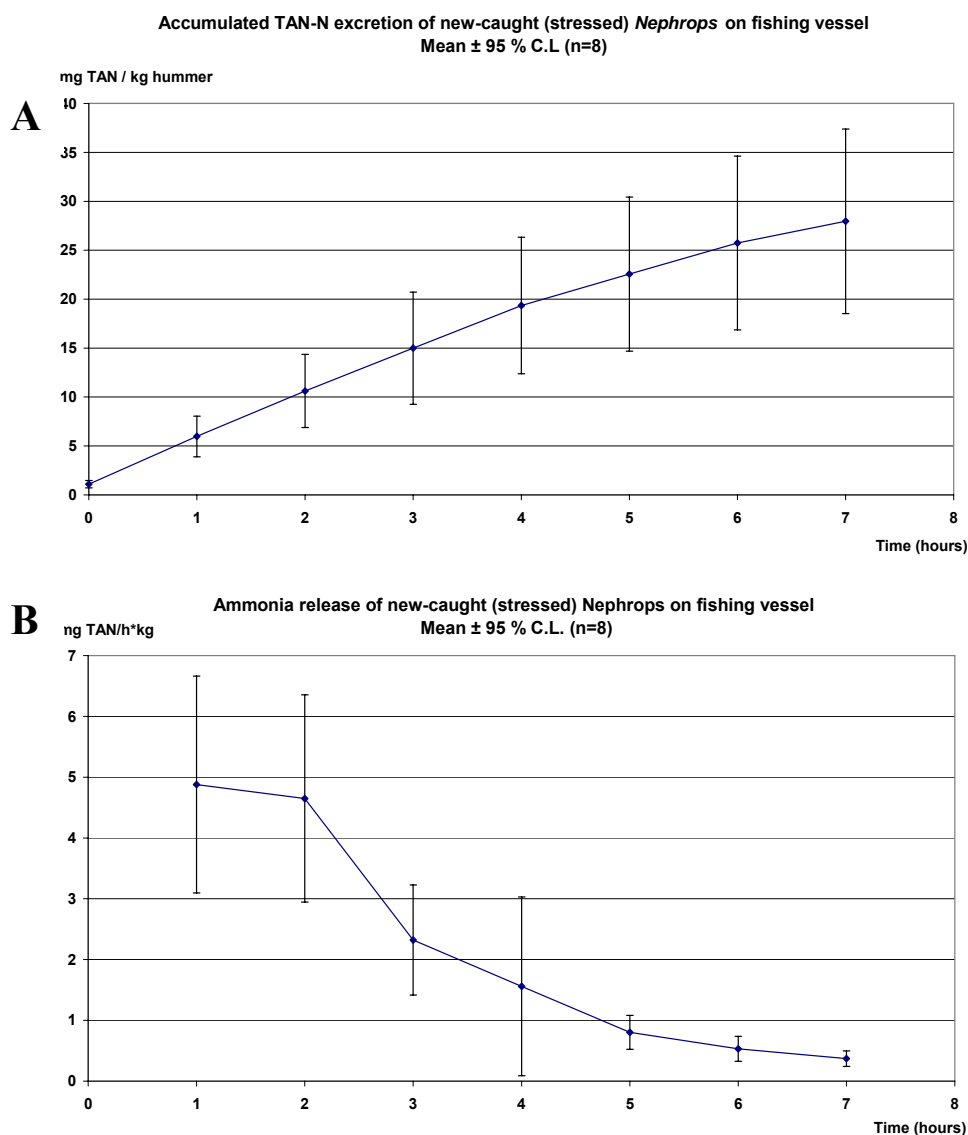 Accumulated TAN-N excretion of new-caught (stressed) Nephrops on fishing vessel
Mean ± 95 % C.L (n=8)
mg TAN / kg hummer
A
40
35
30
25
20
15
10
5
0
0 1 2 3 4 5 6 7 8
Time (hours)
Ammonia release of new-caught (stressed) Nephrops on fishing vessel
Mean ± 95 % C.L. (n=8)
B
mg TAN/h*kg
7
6
5
4
3
2
1
0
0 1 2 3 4 5 6 7 8
Time (hours)